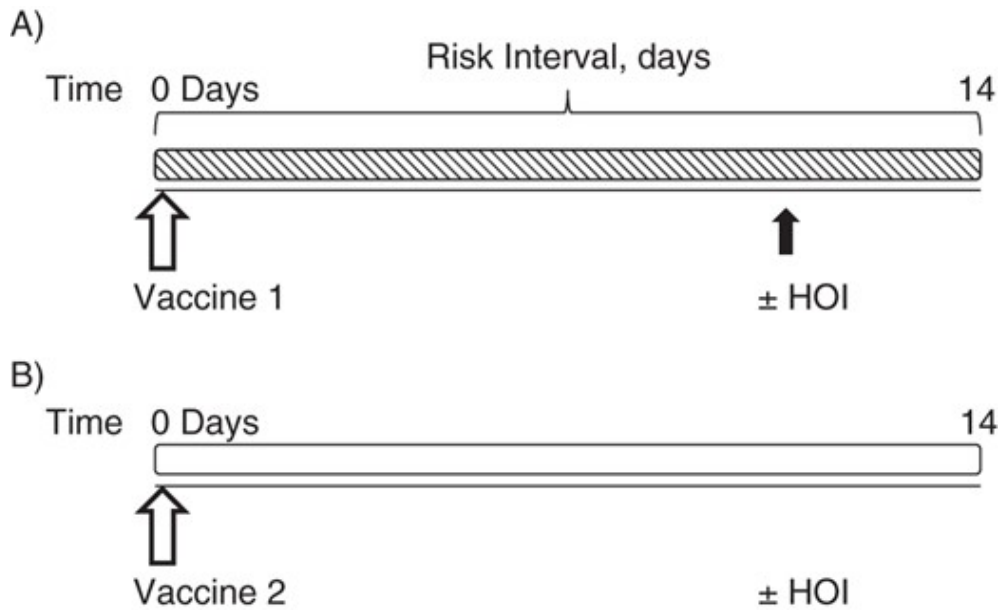 A)
Risk Interval, days
Time 0 Days 14
Vaccine 1 ± HOI
B)
Time 0 Days 14
Vaccine 2 ± HOI